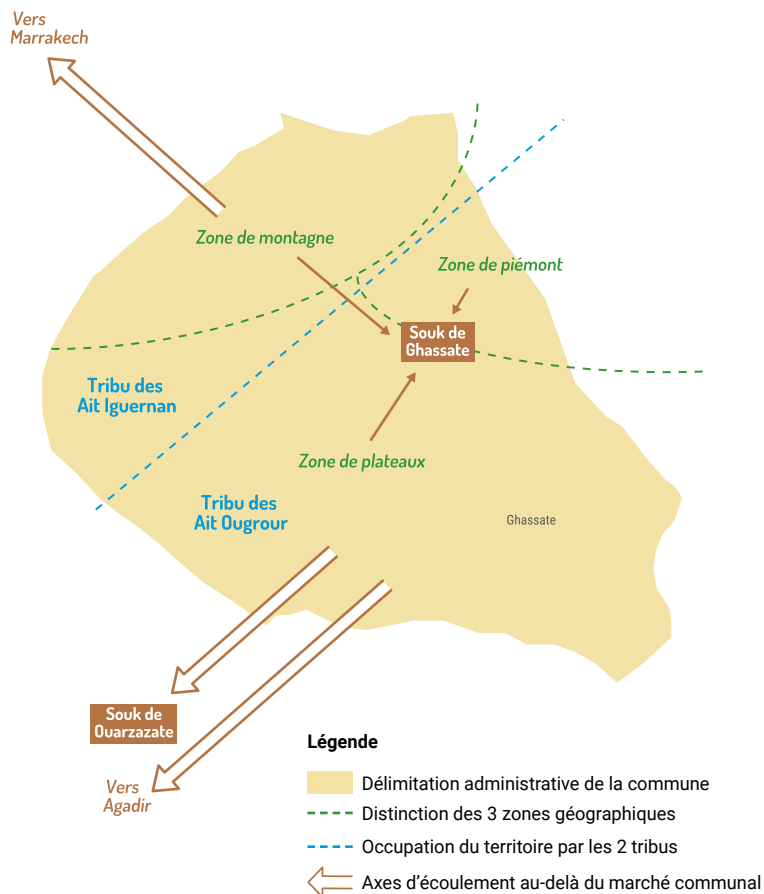 Vers
Marrakech
Zone de montagne
Zone de piémont
Souk de
Ghassate
Tribu des
Ait Iguernan
Zone de plateaux
Tribu des
Ait Ougrour
Ghassate
Souk de
Ouarzazate
Vers
Agadir
Légende
Délimitation administrative de la commune
Distinction des 3 zones géographiques
Occupation du territoire par les 2 tribus
Axes d'écoulement au-delà du marché communal